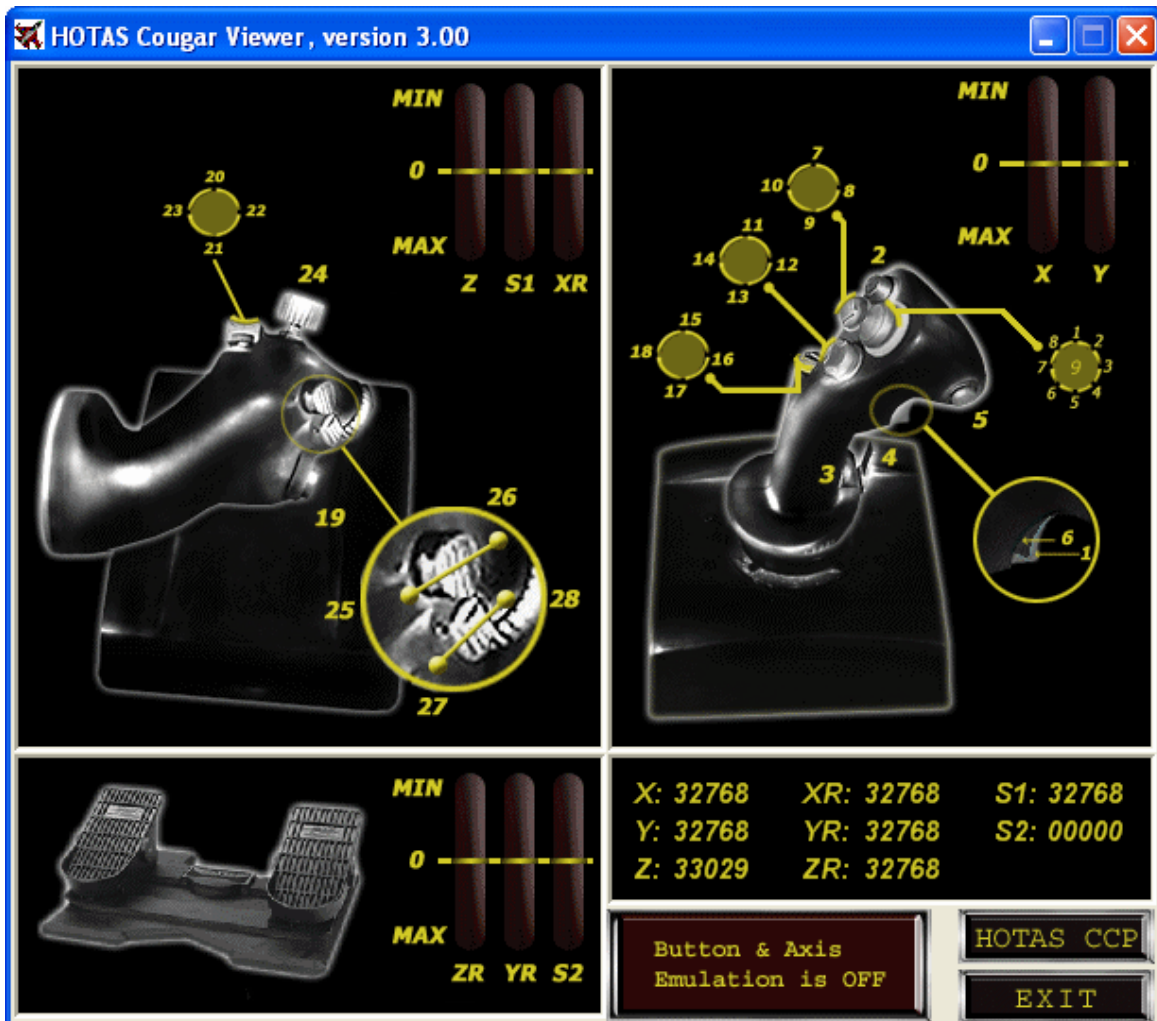 HOTAS Cougar Viewer, version 3.00
MIN
0
MAX
Z S1 XR
20
23 22
21
24
19
26
25
28
27
MIN
0
MAX
X Y
7
10 8
9
11
14 12
13
15
18 16
17
2
1
8 2
7 9 3
6 4
5
5
3 4
6
1
MIN
0
MAX
ZR YR S2
X: 32768 XR: 32768 S1: 32768
Y: 32768 YR: 32768 S2: 00000
Z: 33029 ZR: 32768
Button & Axis
Emulation is OFF
HOTAS CCP
EXIT